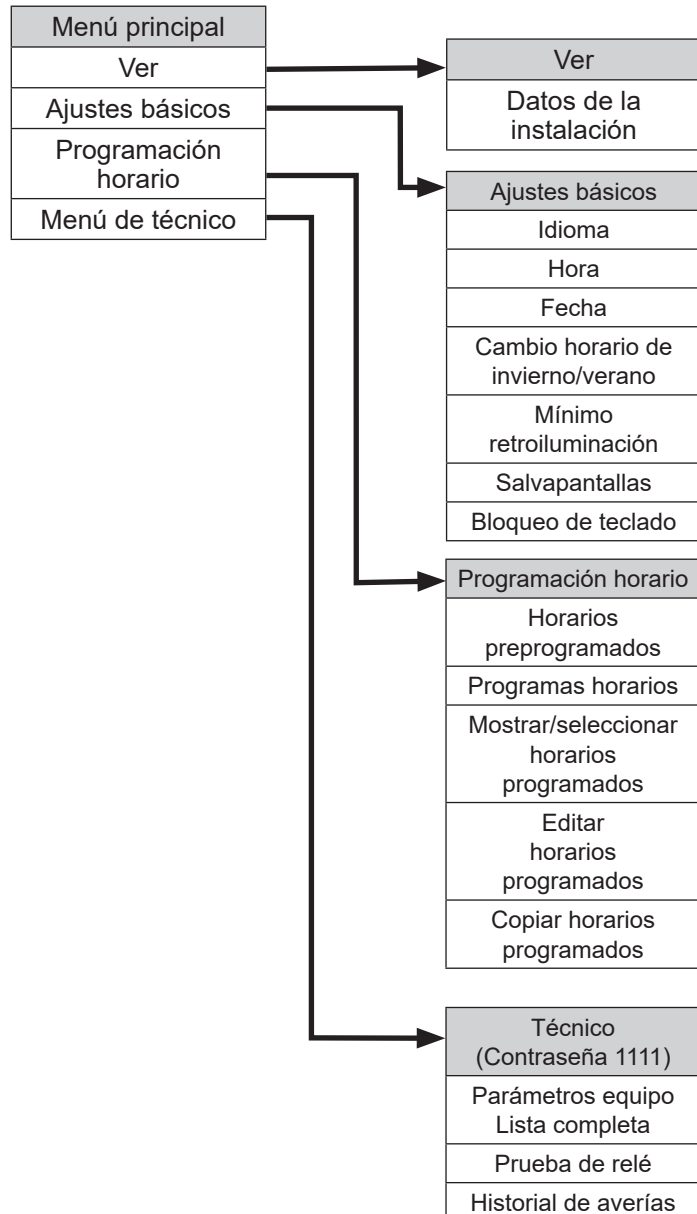 Menú principal
Ver
Ajustes básicos
Programación
horario
Menú de técnico
Ver
Datos de la
instalación
Ajustes básicos
Idioma
Hora
Fecha
Cambio horario de
invierno/verano
Mínimo
retroiluminación
Salvapantallas
Bloqueo de teclado
Programación horario
Horarios
preprogramados
Programas horarios
Mostrar/seleccionar
horarios
programados
Editar
horarios
programados
Copiar horarios
programados
Técnico
(Contraseña 1111)
Parámetros equipo
Lista completa
Prueba de relé
Historial de averías